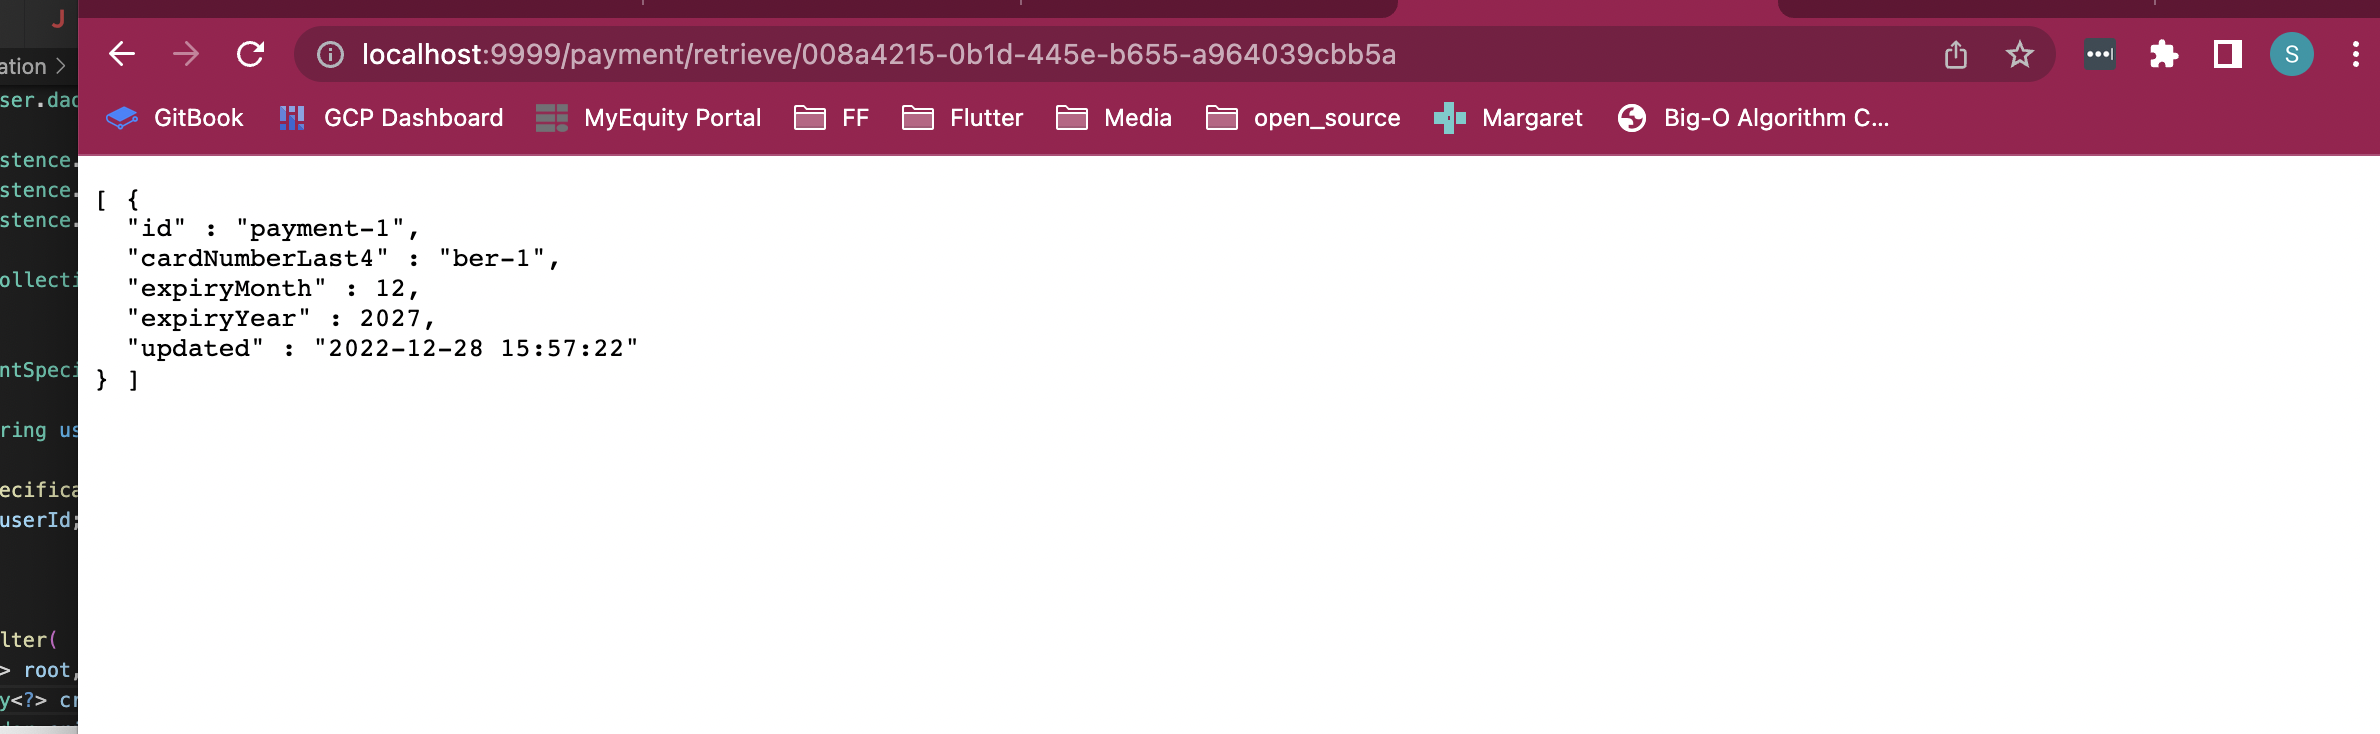 localhost:9999/payment/retrieve/008a4215-0b1d-445e-b655-a964039cbb5a
S
GitBook GCP Dashboard MyEquity Portal FF Flutter Media open_source Margaret Big-O Algorithm C...
[ {
"id" : "payment-1",
"cardNumberLast4" : "ber-1",
"expiryMonth" : 12,
"expiryYear" : 2027,
"updated" : "2022-12-28 15:57:22"
} ]
J
ation >
ser.dao
stence.
stence.
stence.
ollecti
ntSpeci
ring us
ecifica
userId;
lter(
> root,
y<?> cr